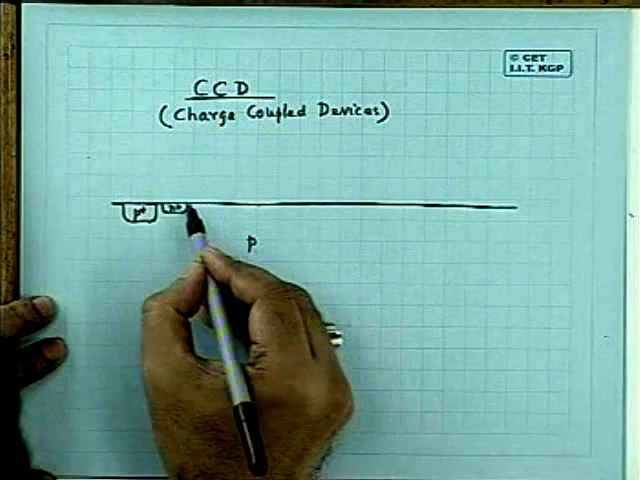 © CET
I.I.T. KGP
CCD
(Charge Coupled Devices)
p+ n+
p